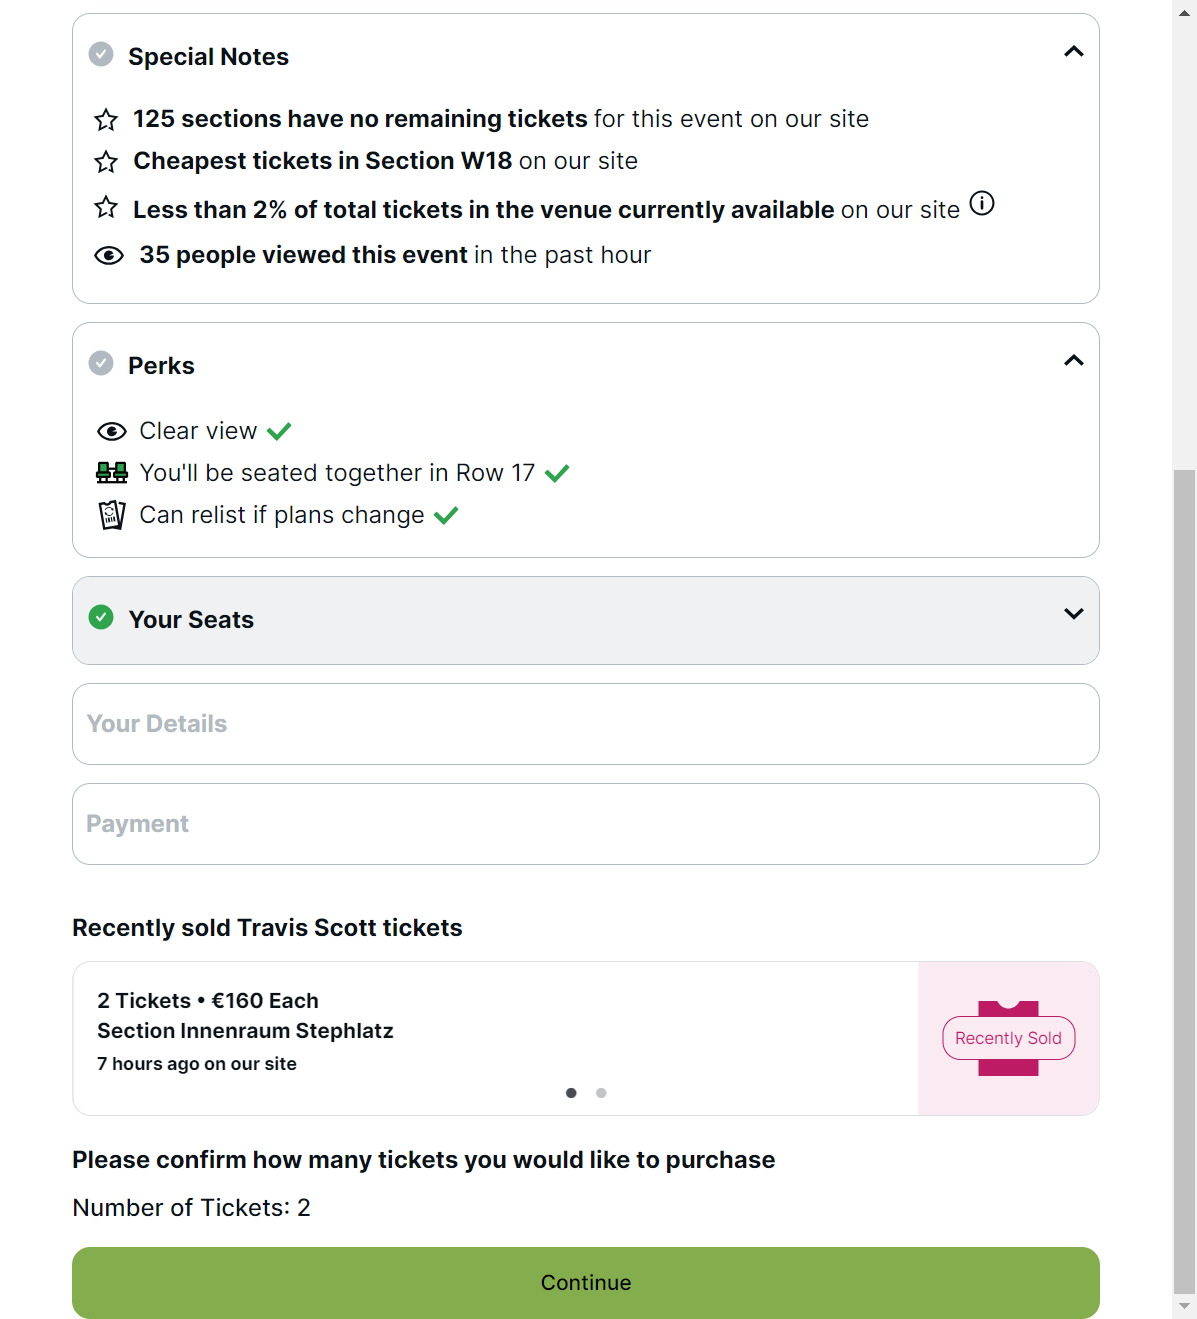 Special Notes
125 sections have no remaining tickets for this event on our site
Cheapest tickets in Section W18 on our site
Less than 2% of total tickets in the venue currently available on our site
35 people viewed this event in the past hour
Perks
Clear view
You'll be seated together in Row 17
Can relist if plans change
Your Seats
Your Details
Payment
Recently sold Travis Scott tickets
2 Tickets • €160 Each
Section Innenraum Stephlatz
7 hours ago on our site
Recently Sold
Please confirm how many tickets you would like to purchase
Number of Tickets: 2
Continue